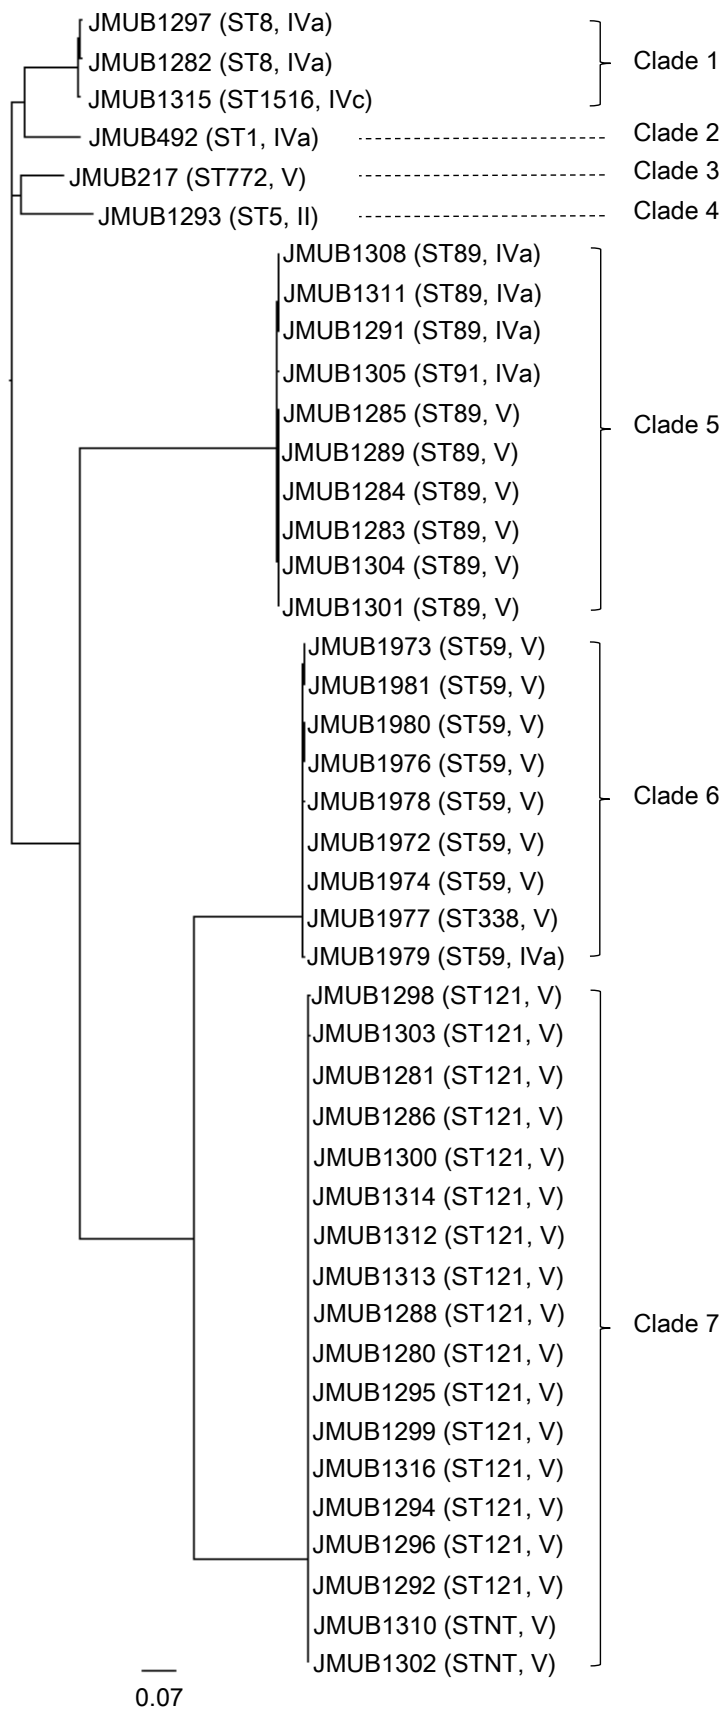 JMUB1297 (ST8, IVa)
JMUB1282 (ST8, IVa)
Clade 1
JMUB1315 (ST1516, IVc)
JMUB492 (ST1, IVa)
Clade 2
JMUB217 (ST772, V)
Clade 3
JMUB1293 (ST5, II)
Clade 4
JMUB1308 (ST89, IVa)
JMUB1311 (ST89, IVa)
JMUB1291 (ST89, IVa)
JMUB1305 (ST91, IVa)
JMUB1285 (ST89, V)
Clade 5
JMUB1289 (ST89, V)
JMUB1284 (ST89, V)
JMUB1283 (ST89, V)
JMUB1304 (ST89, V)
JMUB1301 (ST89, V)
JMUB1973 (ST59, V)
JMUB1981 (ST59, V)
JMUB1980 (ST59, V)
JMUB1976 (ST59, V)
JMUB1978 (ST59, V)
Clade 6
JMUB1972 (ST59, V)
JMUB1974 (ST59, V)
JMUB1977 (ST338, V)
JMUB1979 (ST59, IVa)
JMUB1298 (ST121, V)
JMUB1303 (ST121, V)
JMUB1281 (ST121, V)
JMUB1286 (ST121, V)
JMUB1300 (ST121, V)
JMUB1314 (ST121, V)
JMUB1312 (ST121, V)
JMUB1313 (ST121, V)
JMUB1288 (ST121, V)
Clade 7
JMUB1280 (ST121, V)
JMUB1295 (ST121, V)
JMUB1299 (ST121, V)
JMUB1316 (ST121, V)
JMUB1294 (ST121, V)
JMUB1296 (ST121, V)
JMUB1292 (ST121, V)
JMUB1310 (STNT, V)
JMUB1302 (STNT, V)
0.07